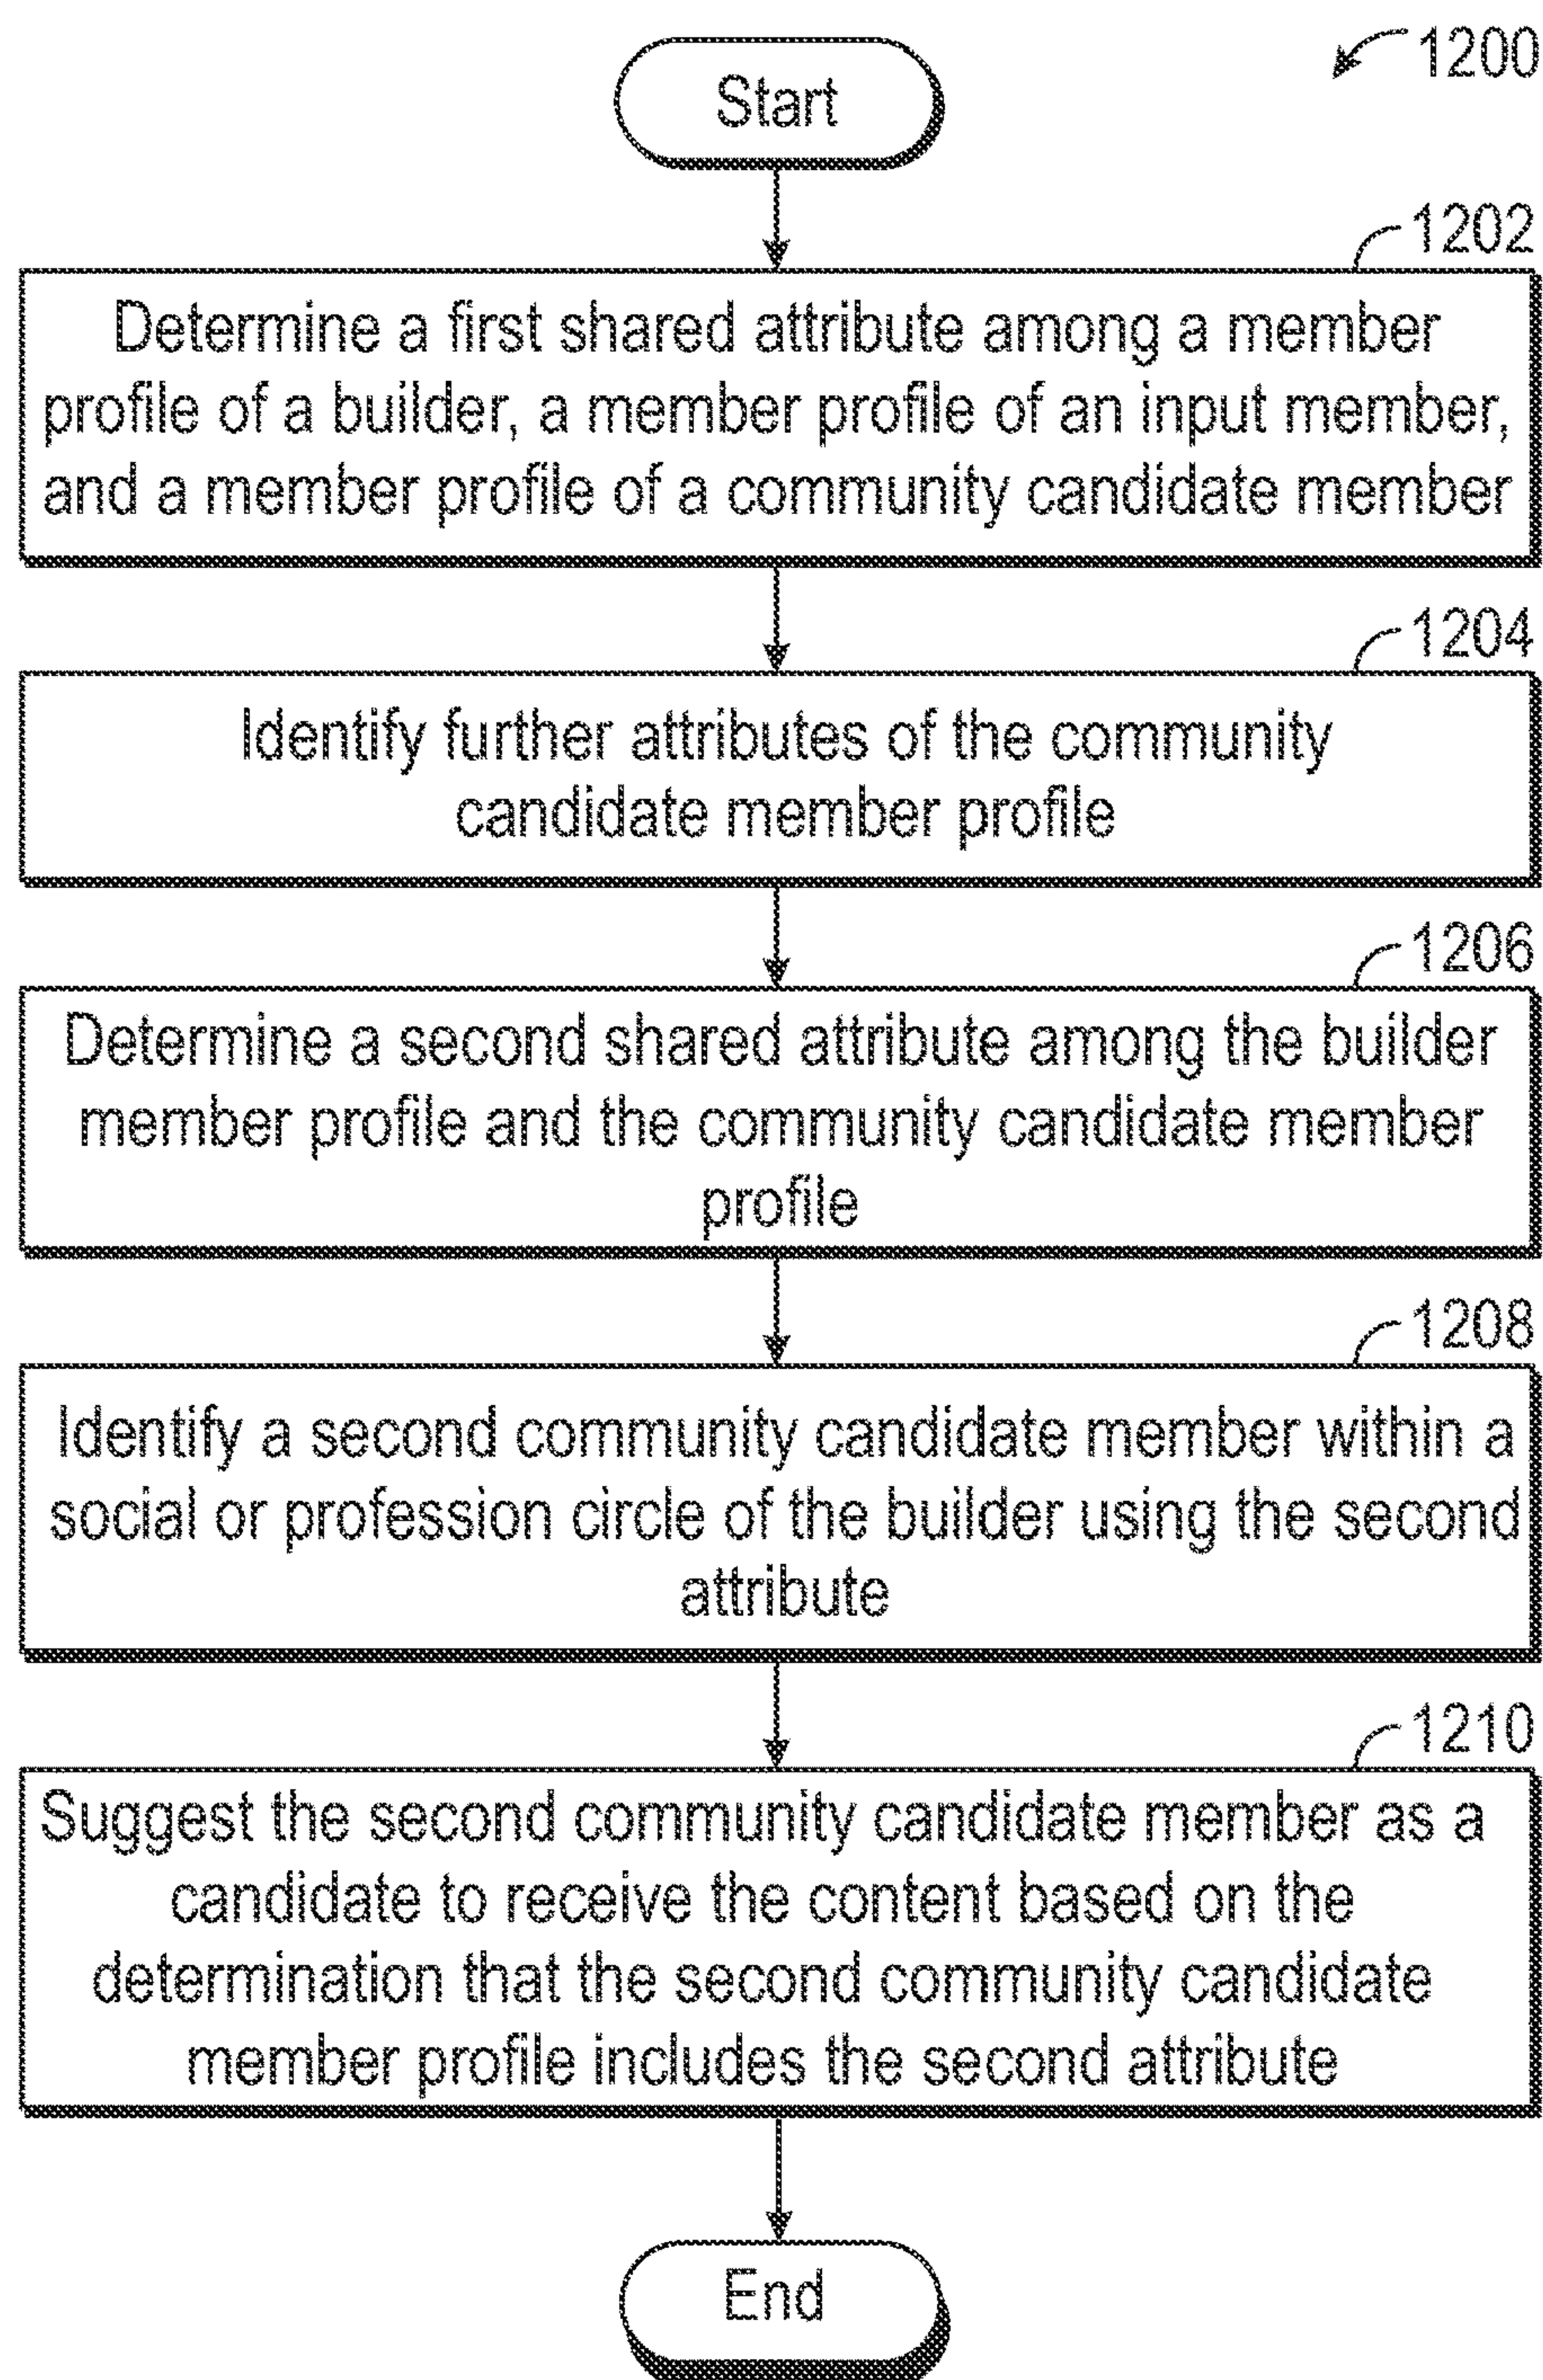 1200
Start
1202
Determine a first shared attribute among a member
profile of a builder, a member profile of an input member,
and a member profile of a community candidate member
1204
Identify further attributes of the community
candidate member profile
1206
Determine a second shared attribute among the builder
member profile and the community candidate member
profile
1208
Identify a second community candidate member within a
social or profession circle of the builder using the second
attribute
1210
Suggest the second community candidate member as a
candidate to receive the content based on the
determination that the second community candidate
member profile includes the second attribute
End